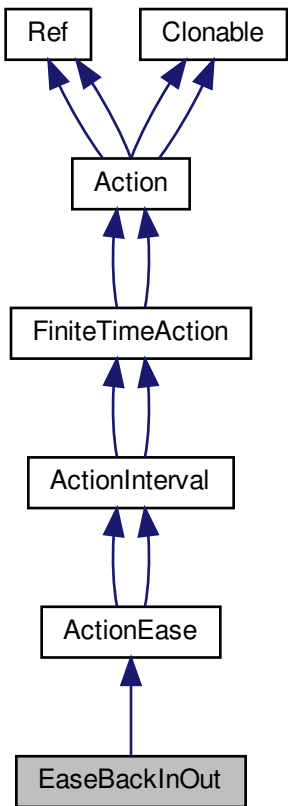 Ref
Clonable
Action
FiniteTimeAction
ActionInterval
ActionEase
EaseBackInOut